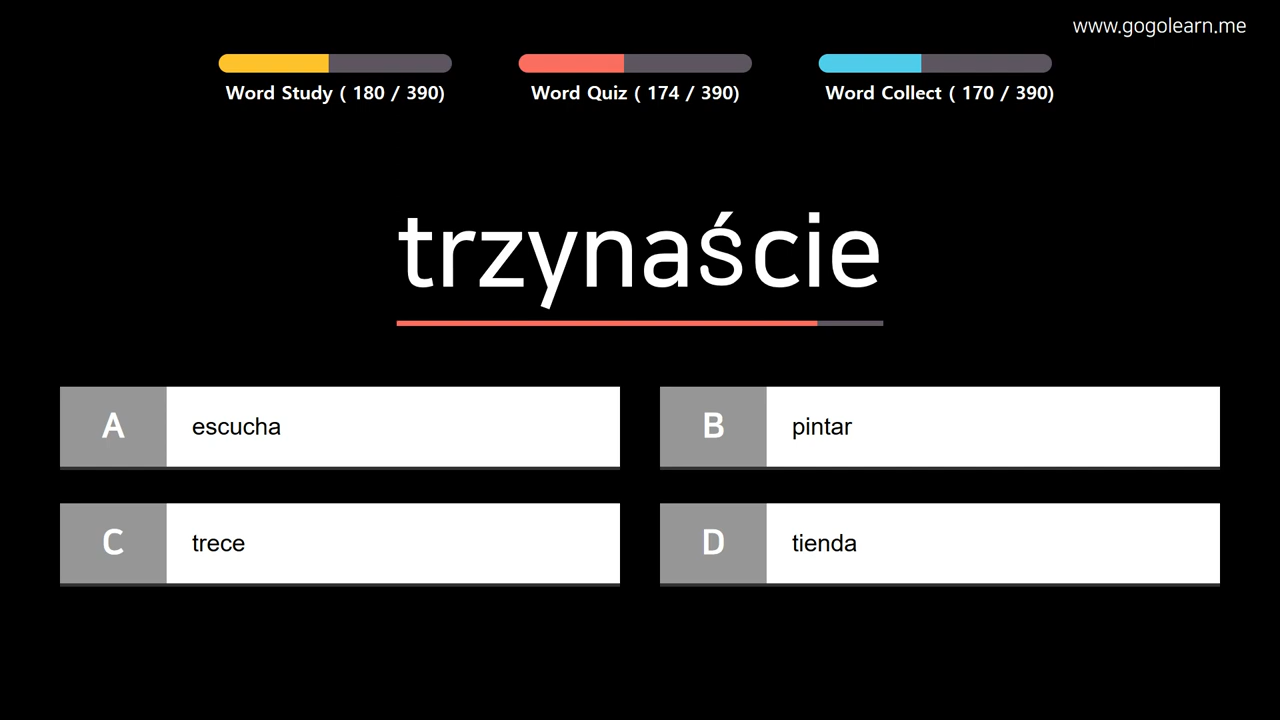 www.gogolearn.me
Word Study ( 180 / 390)
Word Quiz ( 174 / 390)
Word Collect ( 170 / 390)
trzynaście
A
escucha
B
pintar
C
trece
D
tienda